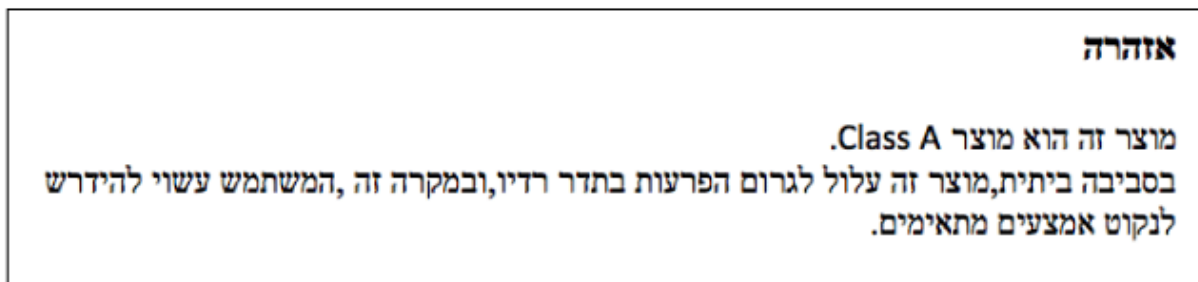 אזהרה
מוצר זה הוא מוצר Class A.
בסביבה ביתית,מוצר זה עלול לגרום הפרעות בתדר רדיו,ובמקרה זה ,המשתמש עשוי להידרש
לנקוט אמצעים מתאימים.